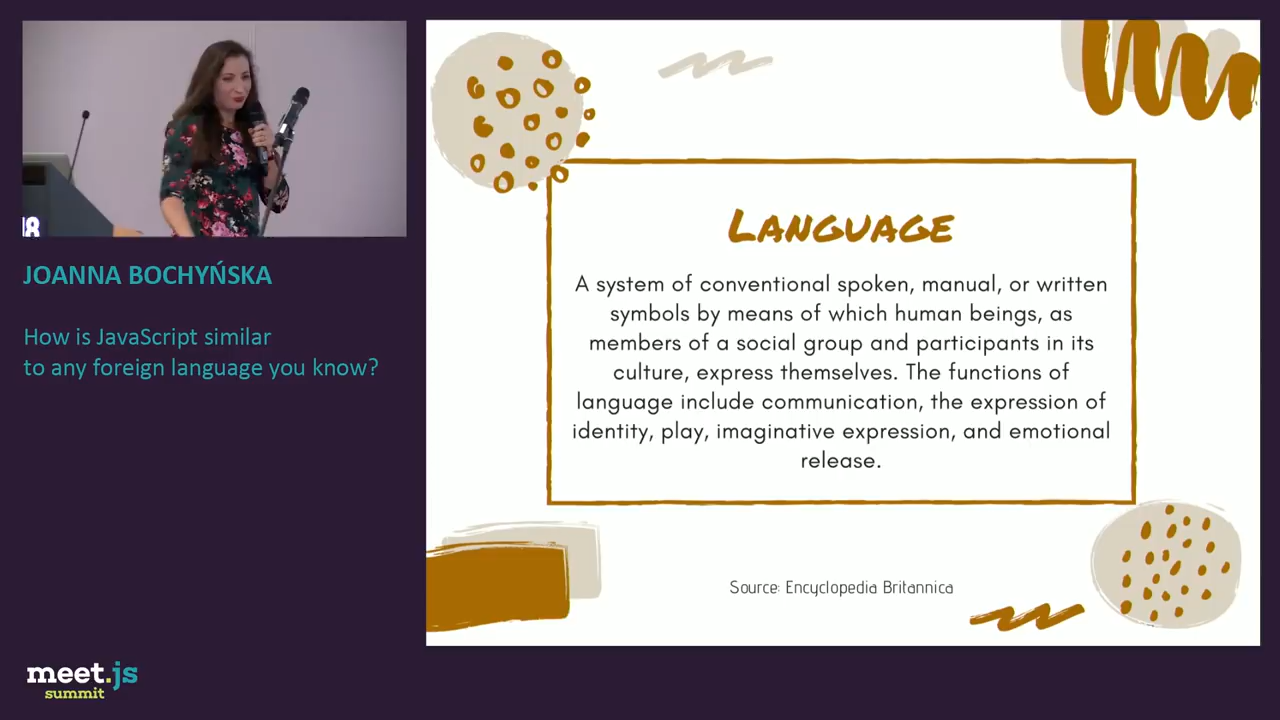 18
JOANNA BOCHYŃSKA
How is JavaScript similar
to any foreign language you know?
meet.js
summit
LANGUAGE
A system of conventional spoken, manual, or written
symbols by means of which human beings, as
members of a social group and participants in its
culture, express themselves. The functions of
language include communication, the expression of
identity, play, imaginative expression, and emotional
release.
Source: Encyclopedia Britannica